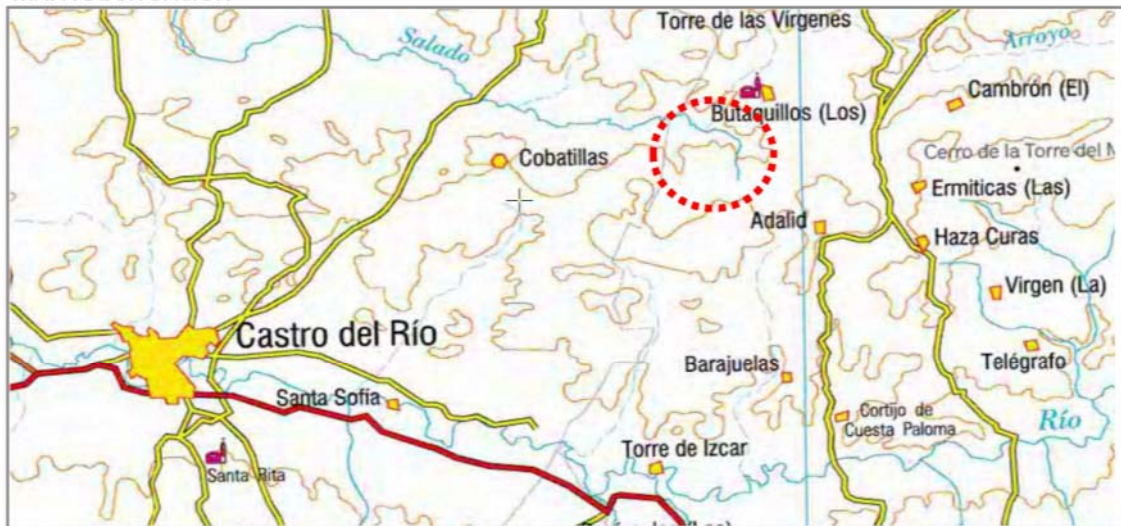 Torre de las Vírgenes
Salado
Arroyo
Cambrón (El)
Butaquillos (Los)
Cobatillas
Cerro de la Torre del
Ermiticas (Las)
Adalid
Haza Curas
Virgen (La)
Castro del Río
Telégrafo
Barajuelas
Santa Sofía
Cortijo de
Cuesta Paloma
Río
Torre de Izcar
Santa Rita